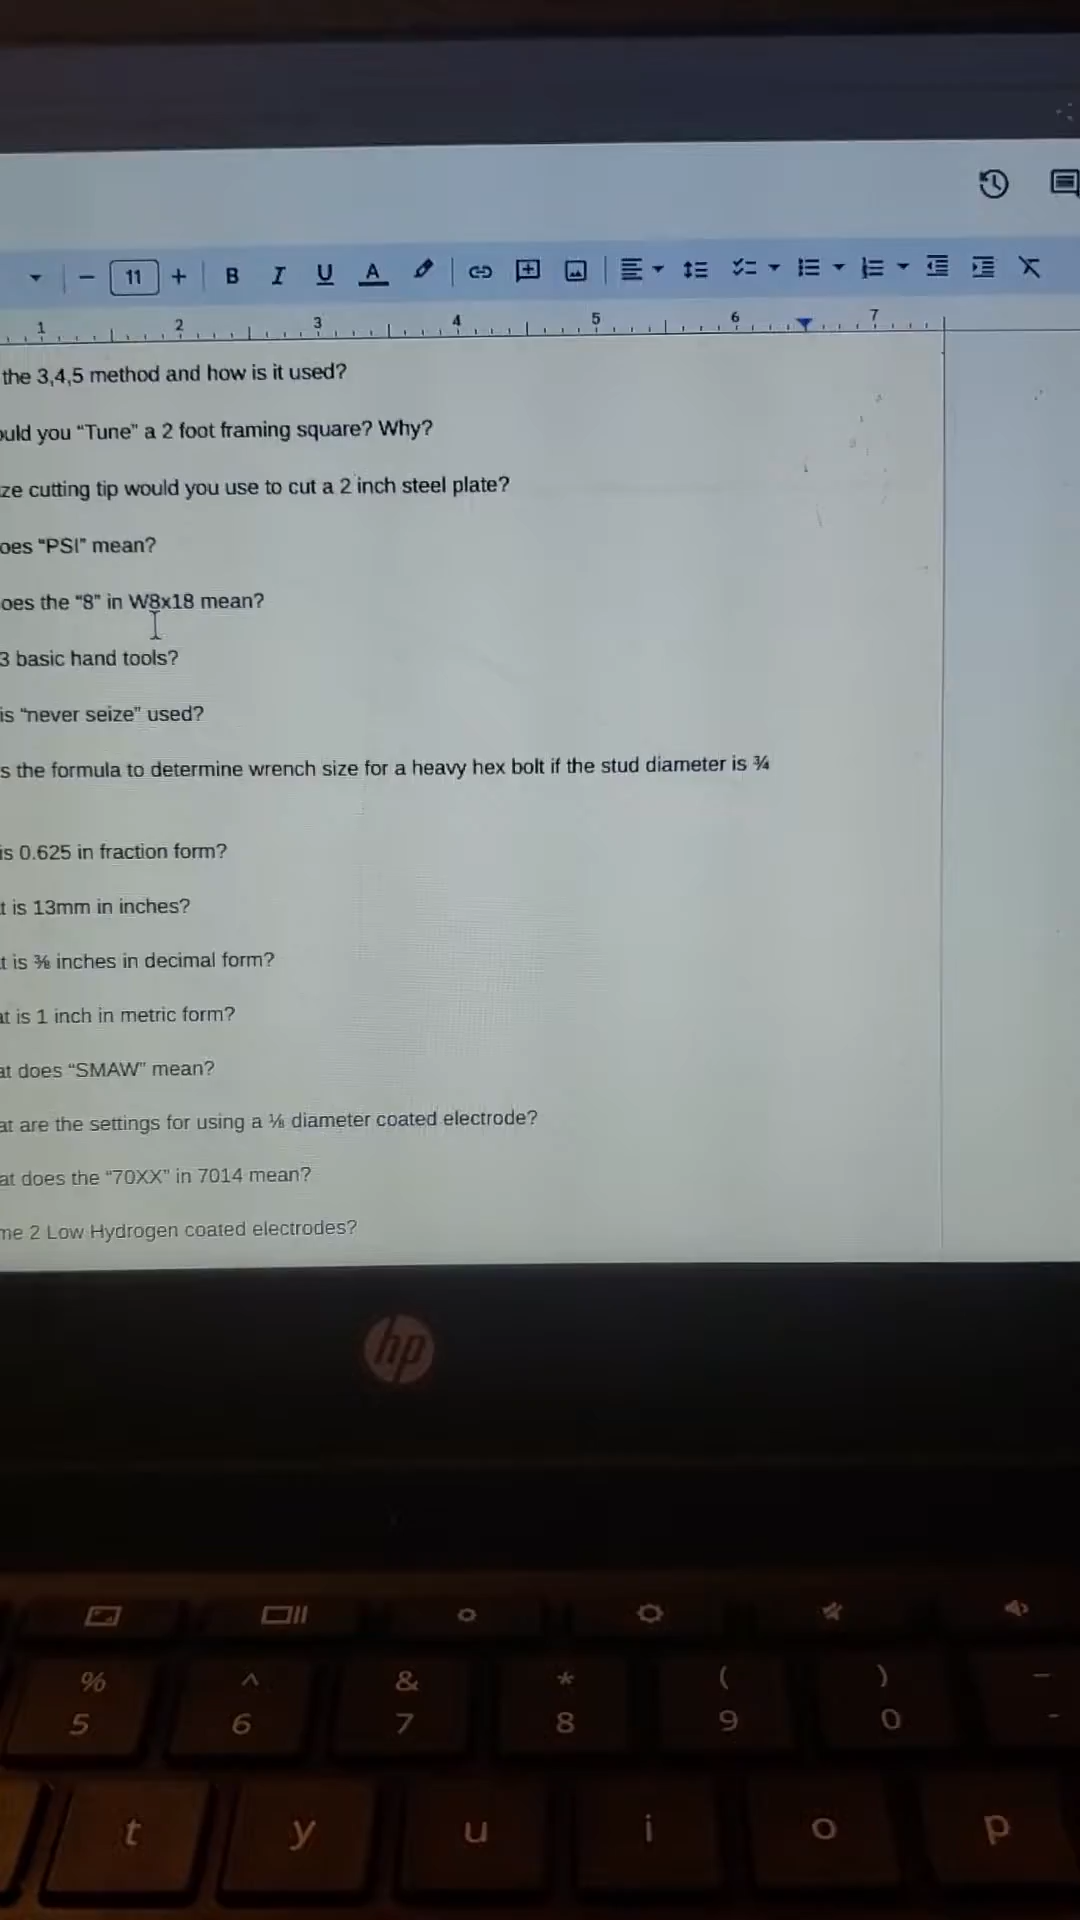 11
B I U A
1 2 3 4 5 6 7
the 3,4,5 method and how is it used?
ould you “Tune” a 2 foot framing square? Why?
ze cutting tip would you use to cut a 2 inch steel plate?
oes “PSI” mean?
oes the “8” in W8x18 mean?
3 basic hand tools?
is “never seize” used?
s the formula to determine wrench size for a heavy hex bolt if the stud diameter is ¾
is 0.625 in fraction form?
t is 13mm in inches?
t is ⅜ inches in decimal form?
at is 1 inch in metric form?
at does “SMAW” mean?
at are the settings for using a ⅛ diameter coated electrode?
at does the “70XX” in 7014 mean?
me 2 Low Hydrogen coated electrodes?
hp
% ^ & * ( ) _
5 6 7 8 9 0 -
t y u i o p